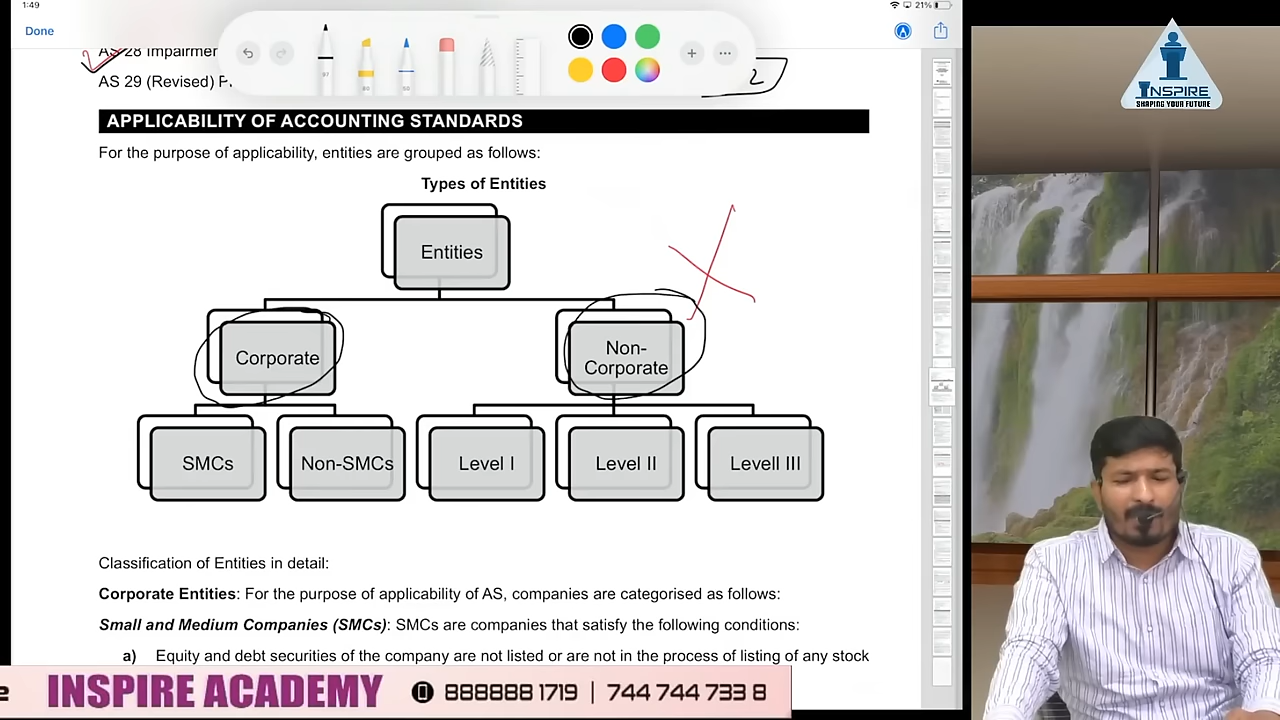 1:49
21%
Done
AS 28 Impairmen
AS 29 (Revised) P
2
APPLICABILITY OF ACCOUNTING STANDARDS
For the purpose of applicability, entities are grouped as follows:
Types of Entities
Entities
Corporate
Non-
Corporate
SMCs
Non-SMCs
Level I
Level II
Levell III
Classification of Entities in detail:
Corporate Entities: For the purpose of applicability of AS, companies are categorised as follows:
Small and Medium Companies (SMCs): SMCs are companies that satisfy the following conditions:
a) Equity and debt securities of the company are not listed or are not in the process of listing of any stock
INSPIRE ACADEMY 888888 1719 | 744 744 733 8
INSPIRE
SHAPING YOUR FUTURE